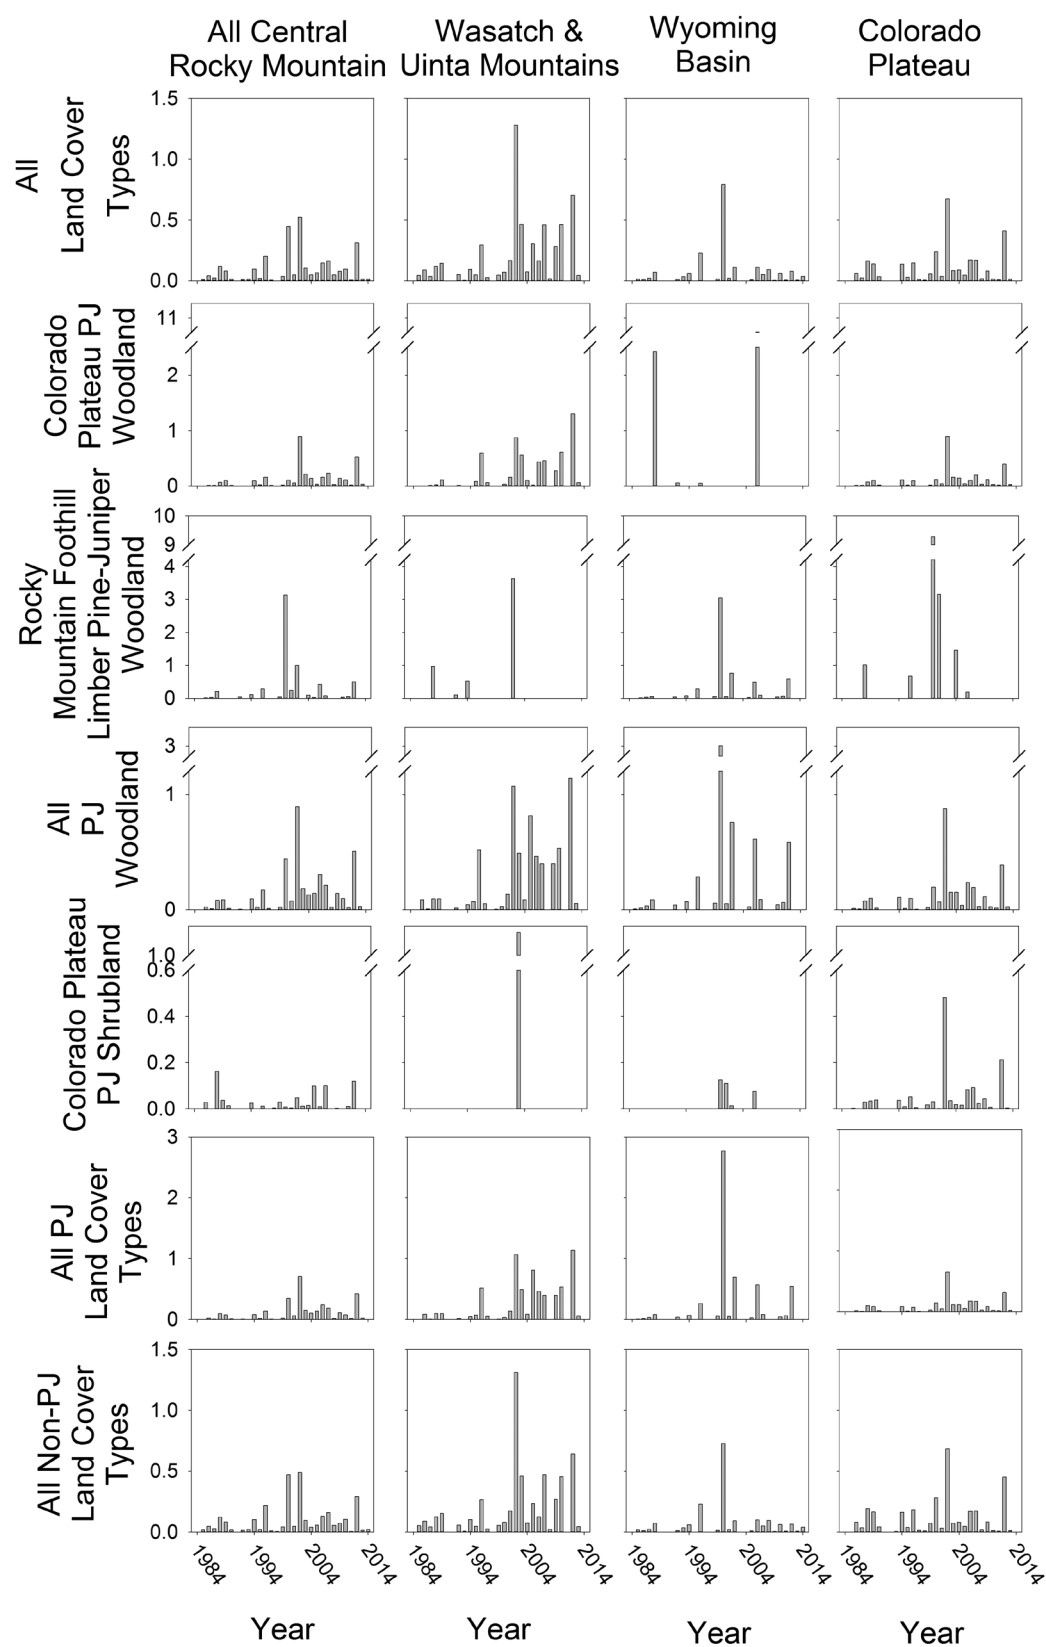 All Central
Rocky Mountain
Wasatch &
Uinta Mountains
Wyoming
Basin
Colorado
Plateau
All
Land Cover
Types
1.5
1.0
0.5
0.0
Colorado
Plateau PJ
Woodland
11
2
1
0
Rocky
Mountain Foothill
Limber Pine-Juniper
Woodland
10
9
4
3
2
1
0
All
PJ
Woodland
3
1
0
Colorado Plateau
PJ Shrubland
1.0
0.6
0.4
0.2
0.0
All PJ
Land Cover
Types
3
2
1
0
All Non-PJ
Land Cover
Types
1.5
1.0
0.5
0.0
1984 1994 2004 2014
1984 1994 2004 2014
1984 1994 2004 2014
1984 1994 2004 2014
Year
Year
Year
Year